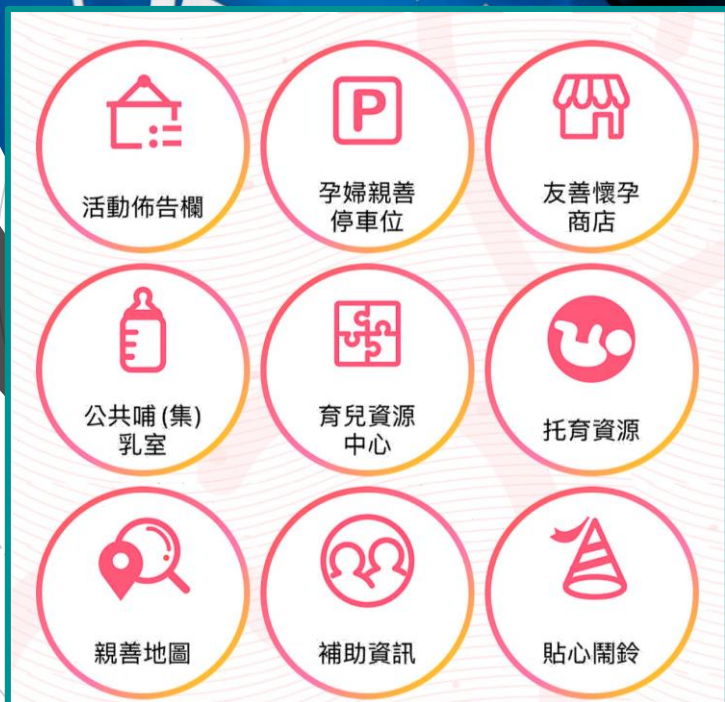 P
活動佈告欄
孕婦親善
停車位
友善懷孕
商店
公共哺(集)
乳室
育兒資源
中心
托育資源
親善地圖
補助資訊
貼心鬧鈴